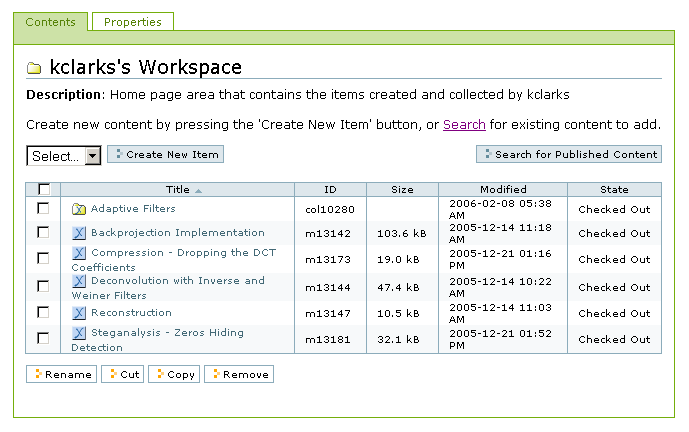 Contents Properties
kclarks's Workspace
Description: Home page area that contains the items created and collected by kclarks
Create new content by pressing the 'Create New Item' button, or Search for existing content to add.
Select... Create New Item Search for Published Content
Title ID Size Modified State
Adaptive Filters col10280 2006-02-08 05:38 AM Checked Out
Backprojection Implementation m13142 103.6 kB 2005-12-14 11:18 AM Checked Out
Compression - Dropping the DCT Coefficients m13173 19.0 kB 2005-12-21 01:16 PM Checked Out
Deconvolution with Inverse and Weiner Filters m13144 47.4 kB 2005-12-14 10:22 AM Checked Out
Reconstruction m13147 10.5 kB 2005-12-14 11:03 AM Checked Out
Steganalysis - Zeros Hiding Detection m13181 32.1 kB 2005-12-21 01:52 PM Checked Out
Rename Cut Copy Remove